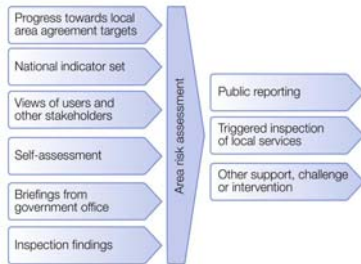 Progress towards local
area agreement targets
National indicator set
Views of users and
other stakeholders
Self-assessment
Briefings from
government office
Inspection findings
Area risk assessment
Public reporting
Triggered inspection
of local services
Other support, challenge
or intervention